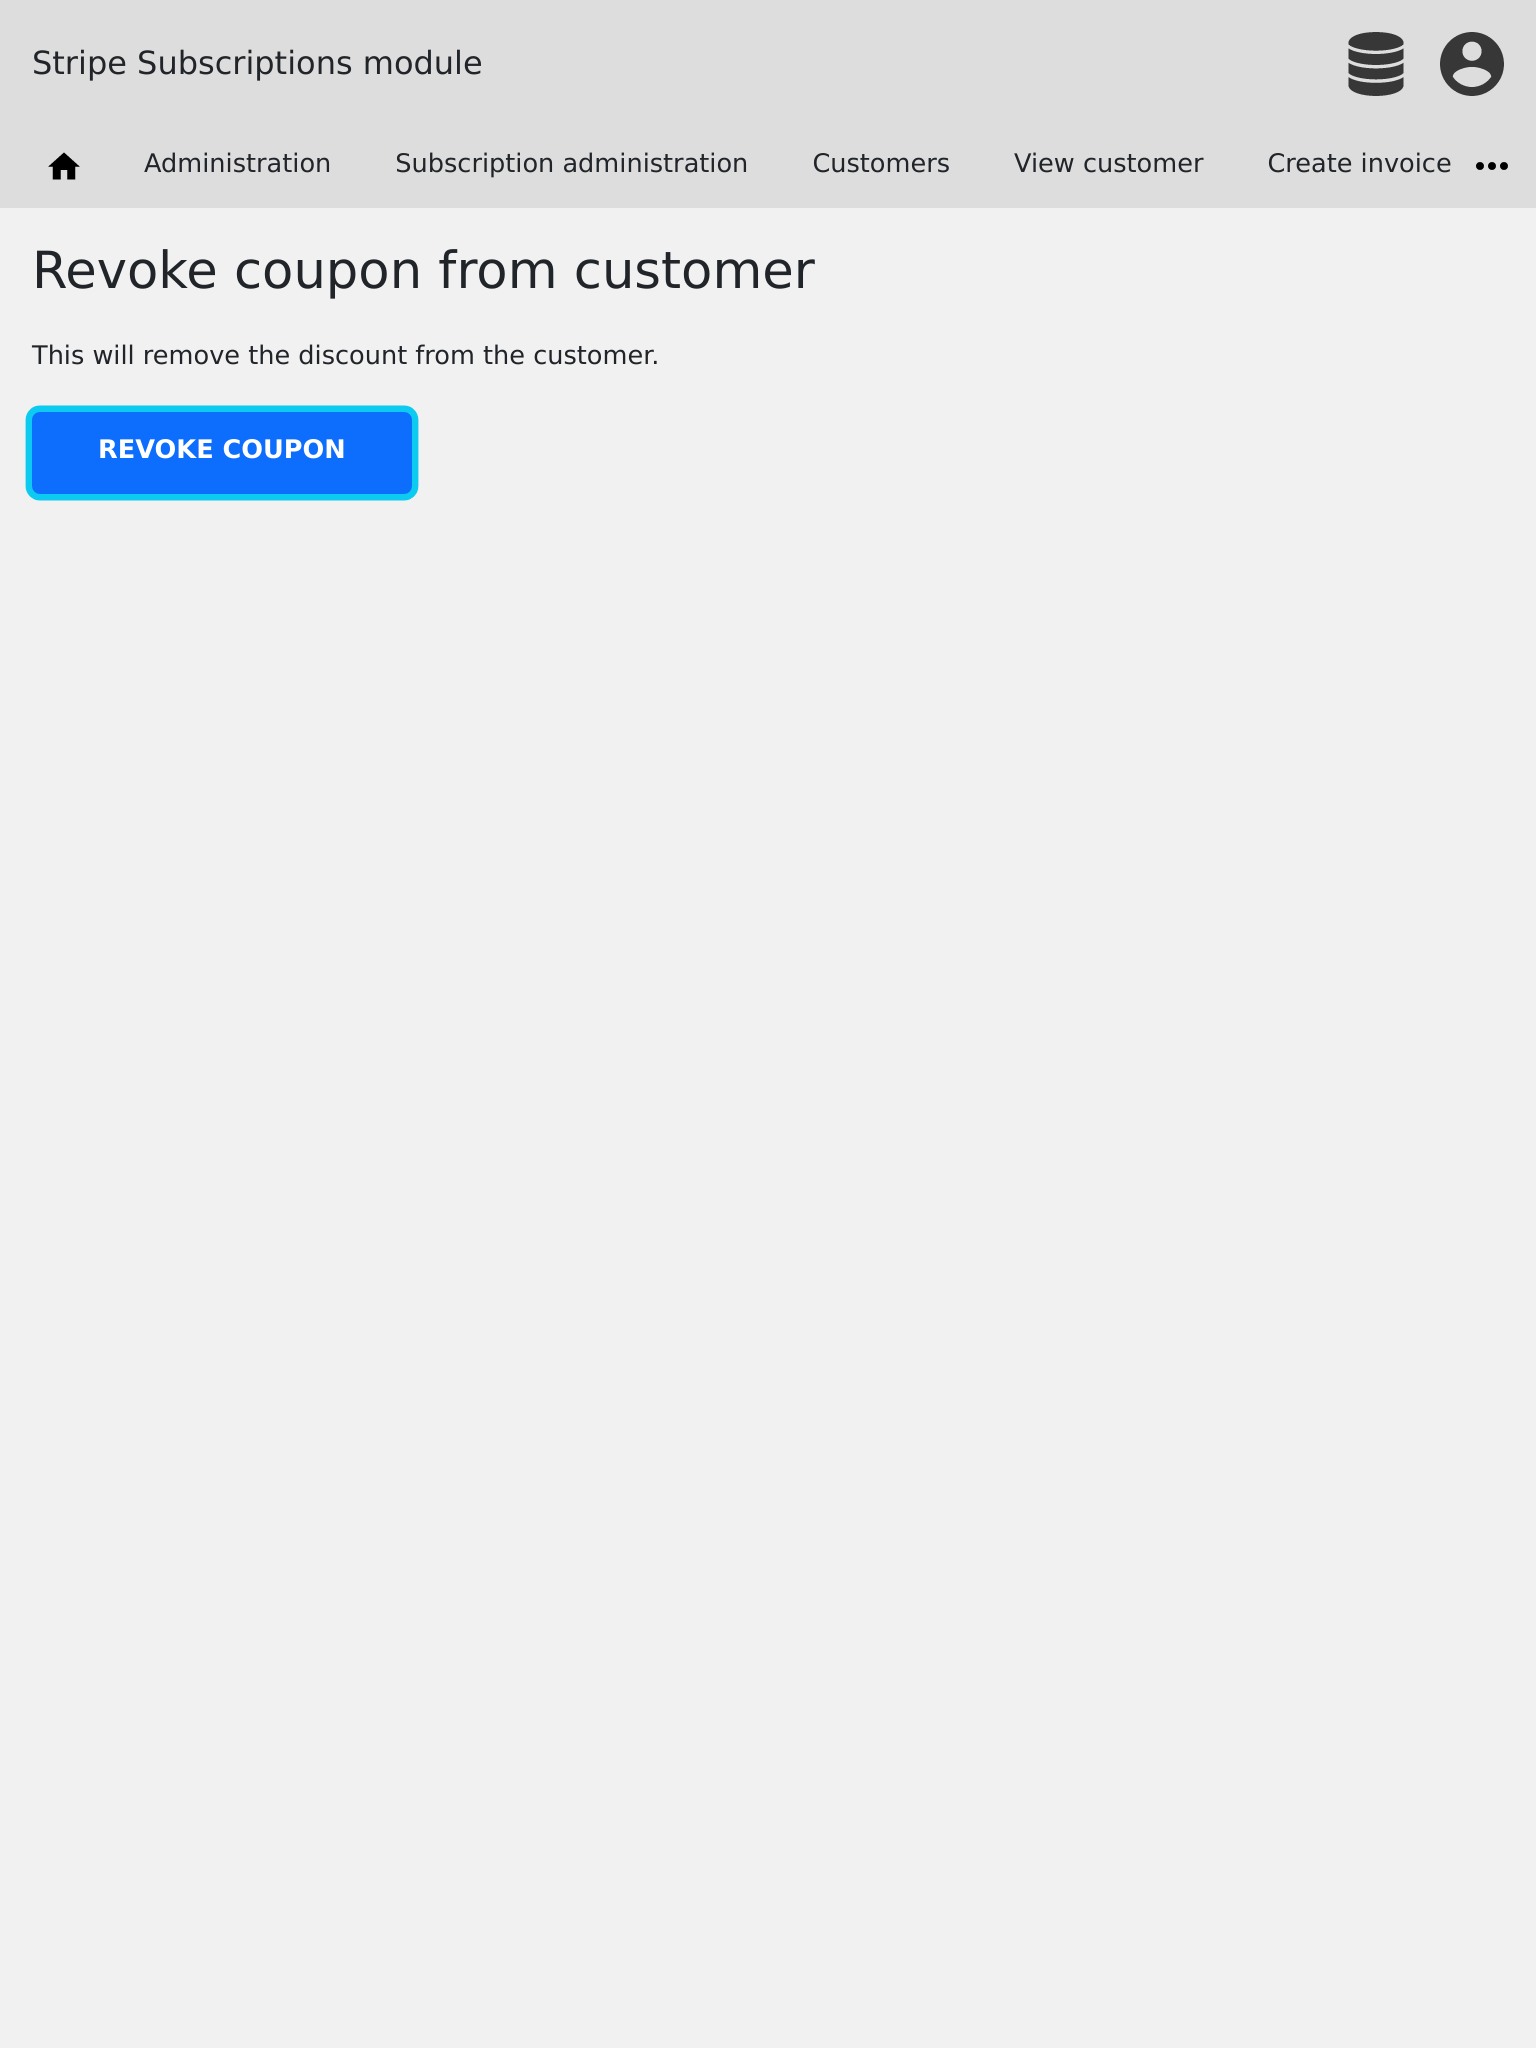 Stripe Subscriptions module
Administration Subscription administration Customers View customer Create invoice
Revoke coupon from customer
This will remove the discount from the customer.
REVOKE COUPON